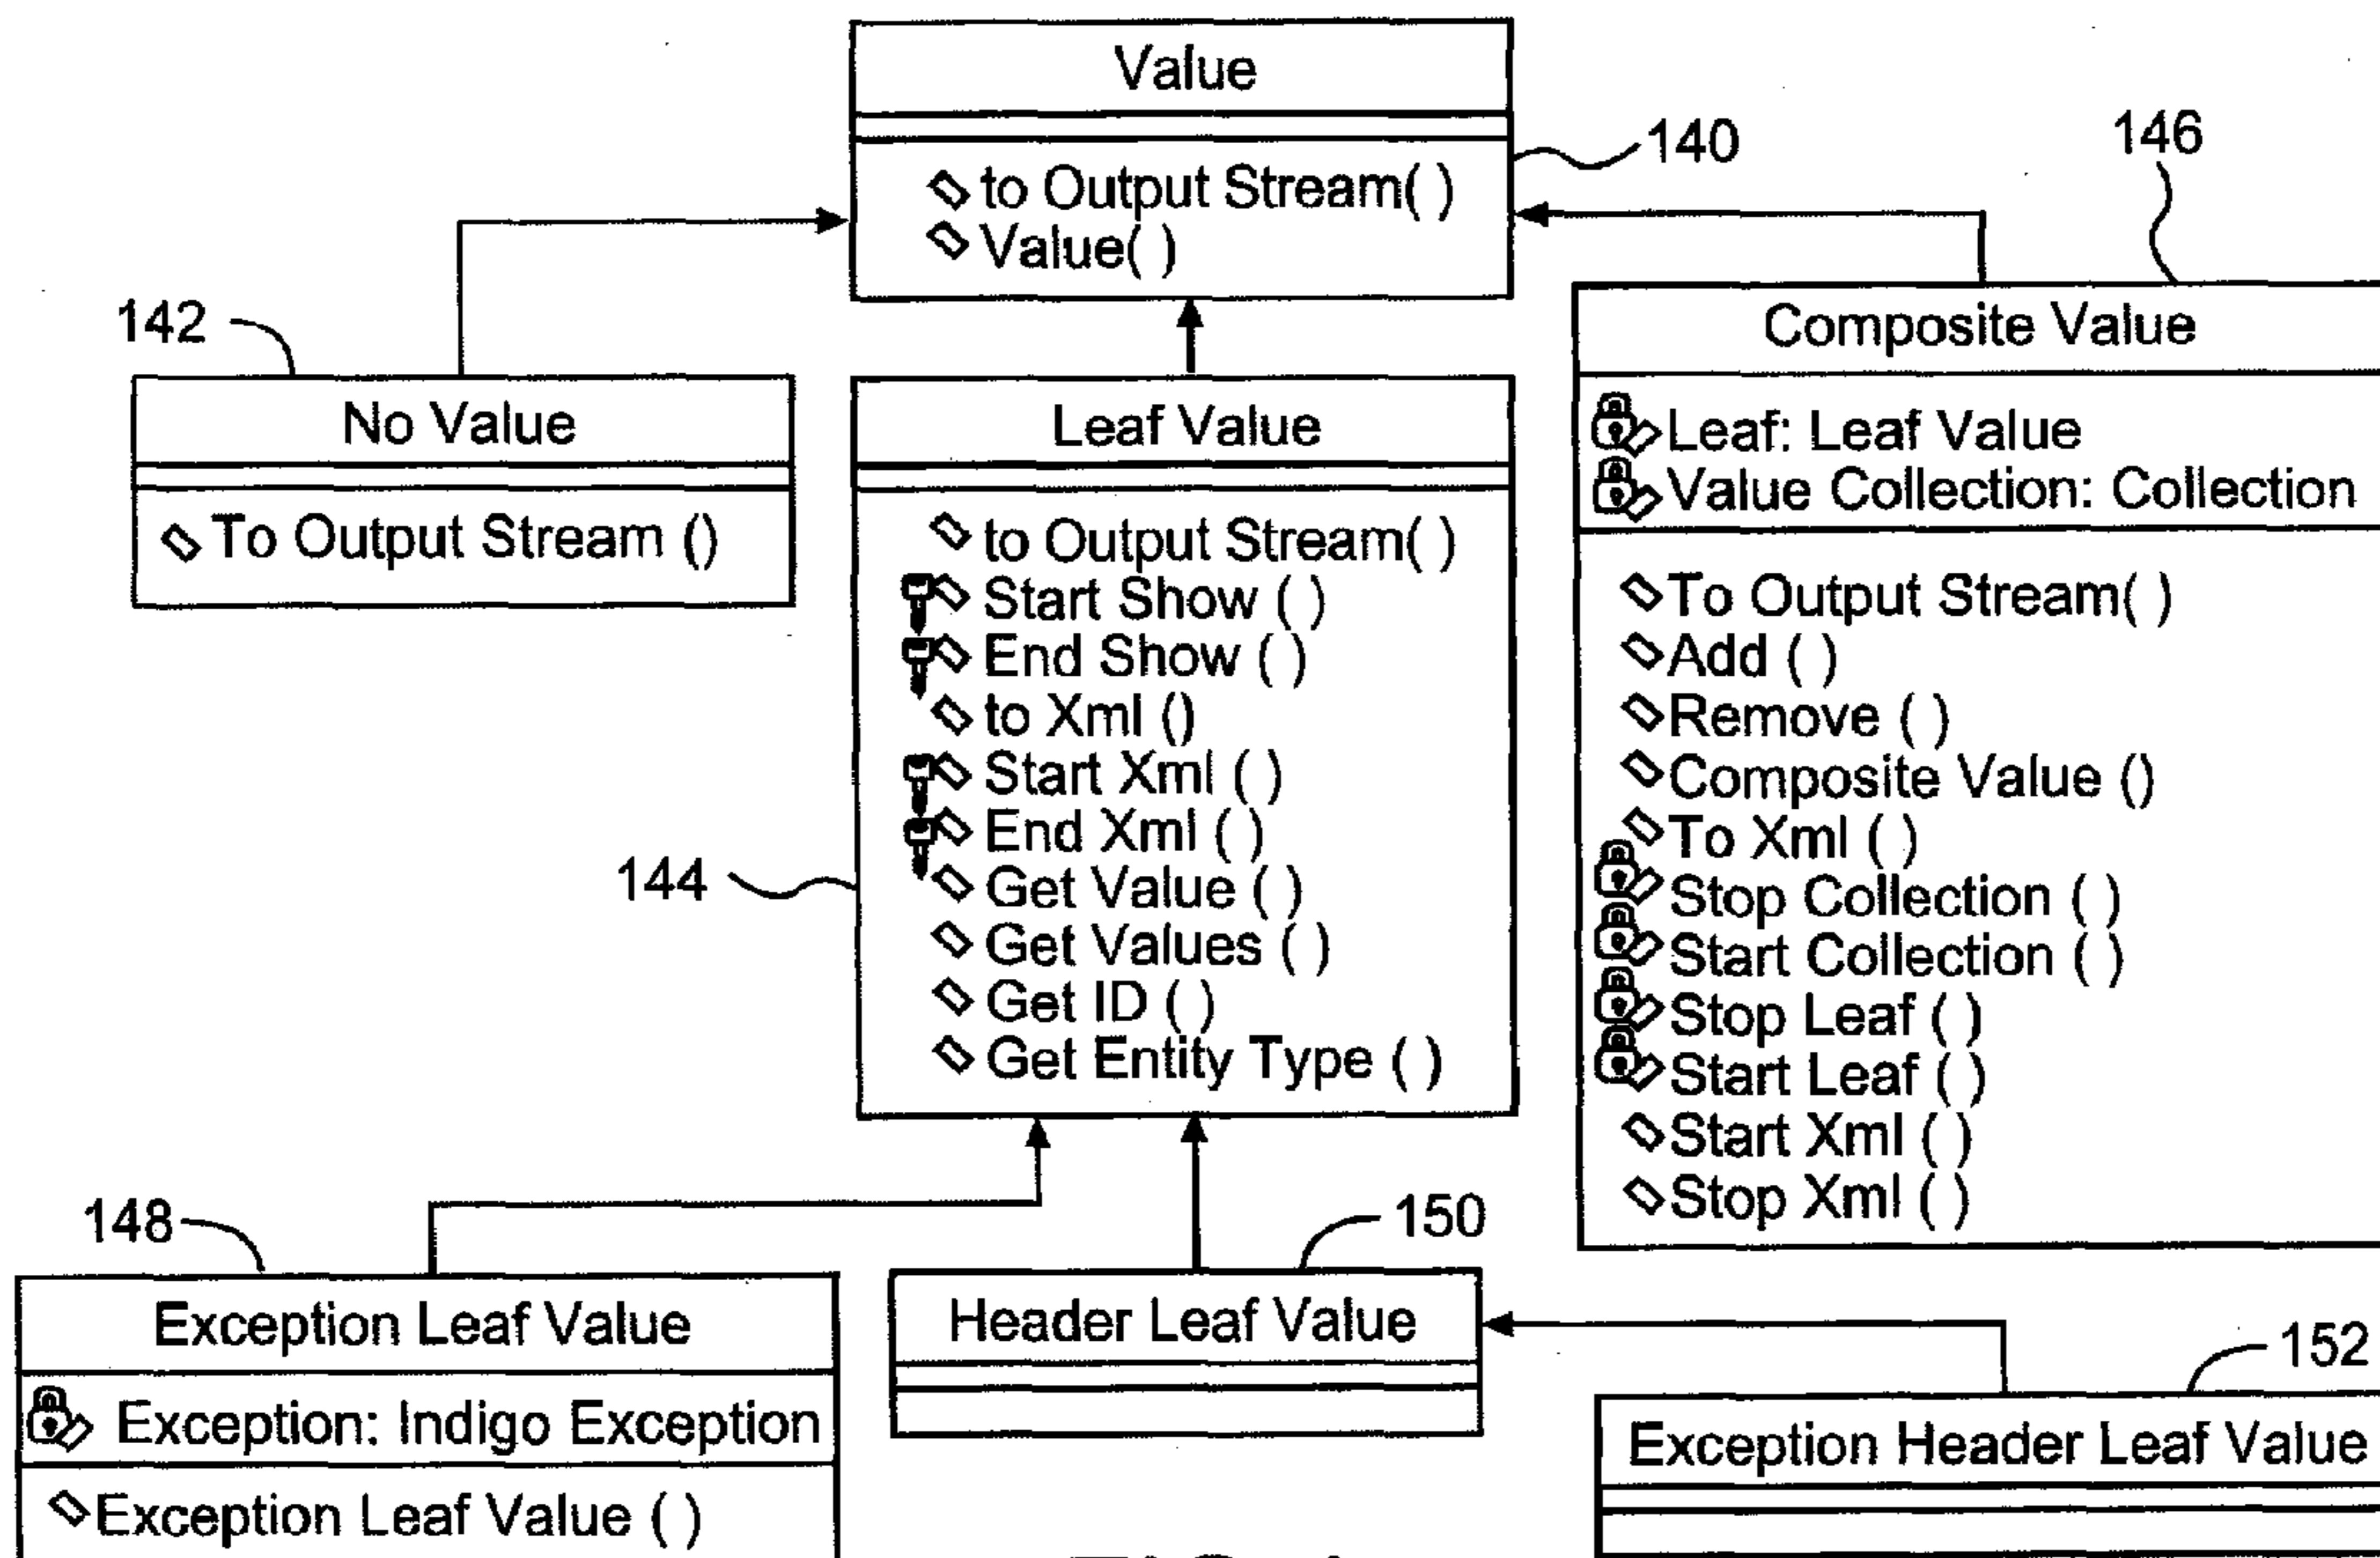 Value
to Output Stream( )
Value( )
140
146
142
No Value
To Output Stream ()
Leaf Value
to Output Stream( )
Start Show ( )
End Show ( )
to Xml ()
Start Xml ( )
End Xml ( )
Get Value ( )
Get Values ( )
Get ID ( )
Get Entity Type ( )
144
Composite Value
Leaf: Leaf Value
Value Collection: Collection
To Output Stream( )
Add ( )
Remove ( )
Composite Value ()
To Xml ( )
Stop Collection ( )
Start Collection ( )
Stop Leaf ( )
Start Leaf ( )
Start Xml ( )
Stop Xml ( )
148
Exception Leaf Value
Exception: Indigo Exception
Exception Leaf Value ( )
150
Header Leaf Value
152
Exception Header Leaf Value